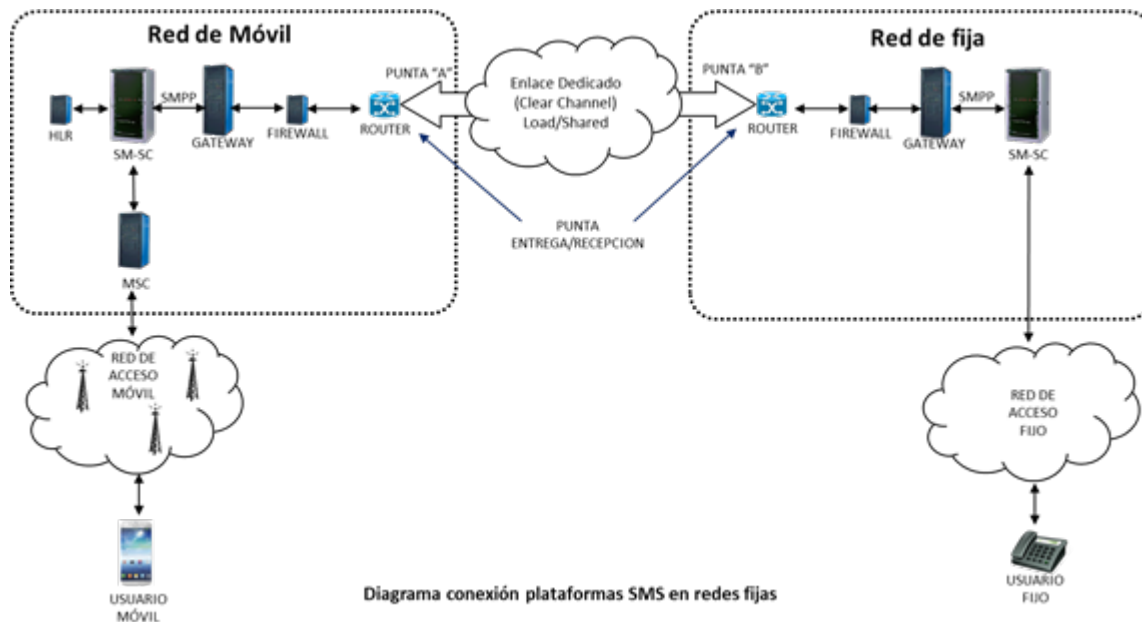 Red de Móvil
Red de fija
PUNTA “A”
Enlace Dedicado
(Clear Channel)
Load/Shared
PUNTA “B”
SMPP
SMPP
HLR
SM-SC
GATEWAY
FIREWALL
ROUTER
ROUTER
FIREWALL
GATEWAY
SM-SC
PUNTA
ENTREGA/RECEPCION
MSC
RED DE
ACCESO
MÓVIL
RED DE
ACCESO
FIJO
USUARIO
MÓVIL
Diagrama conexión plataformas SMS en redes fijas
USUARIO
FIJO